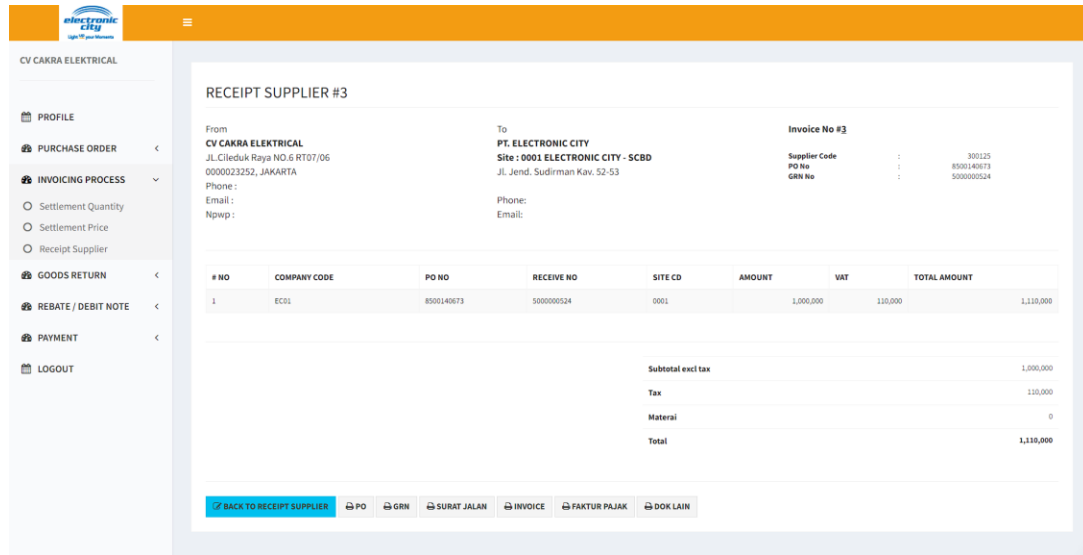 electronic
city
Light UP your Moments
CV CAKRA ELEKTRICAL
PROFILE
PURCHASE ORDER
INVOICING PROCESS
Settlement Quantity
Settlement Price
Receipt Supplier
GOODS RETURN
REBATE / DEBIT NOTE
PAYMENT
LOGOUT
RECEIPT SUPPLIER #3
From
CV CAKRA ELEKTRICAL
JL.Cileduk Raya NO.6 RT07/06
0000023252, JAKARTA
Phone :
Email :
Npwp :
To
PT. ELECTRONIC CITY
Site : 0001 ELECTRONIC CITY - SCBD
Jl. Jend. Sudirman Kav. 52-53
Phone:
Email:
Invoice No #3
Supplier Code : 300125
PO No : 8500140673
GRN No : 5000000524
# NO COMPANY CODE PO NO RECEIVE NO SITE CD AMOUNT VAT TOTAL AMOUNT
1 EC01 8500140673 5000000524 0001 1,000,000 110,000 1,110,000
Subtotal excl tax 1,000,000
Tax 110,000
Materai 0
Total 1,110,000
BACK TO RECEIPT SUPPLIER PO GRN SURAT JALAN INVOICE FAKTUR PAJAK DOK LAIN